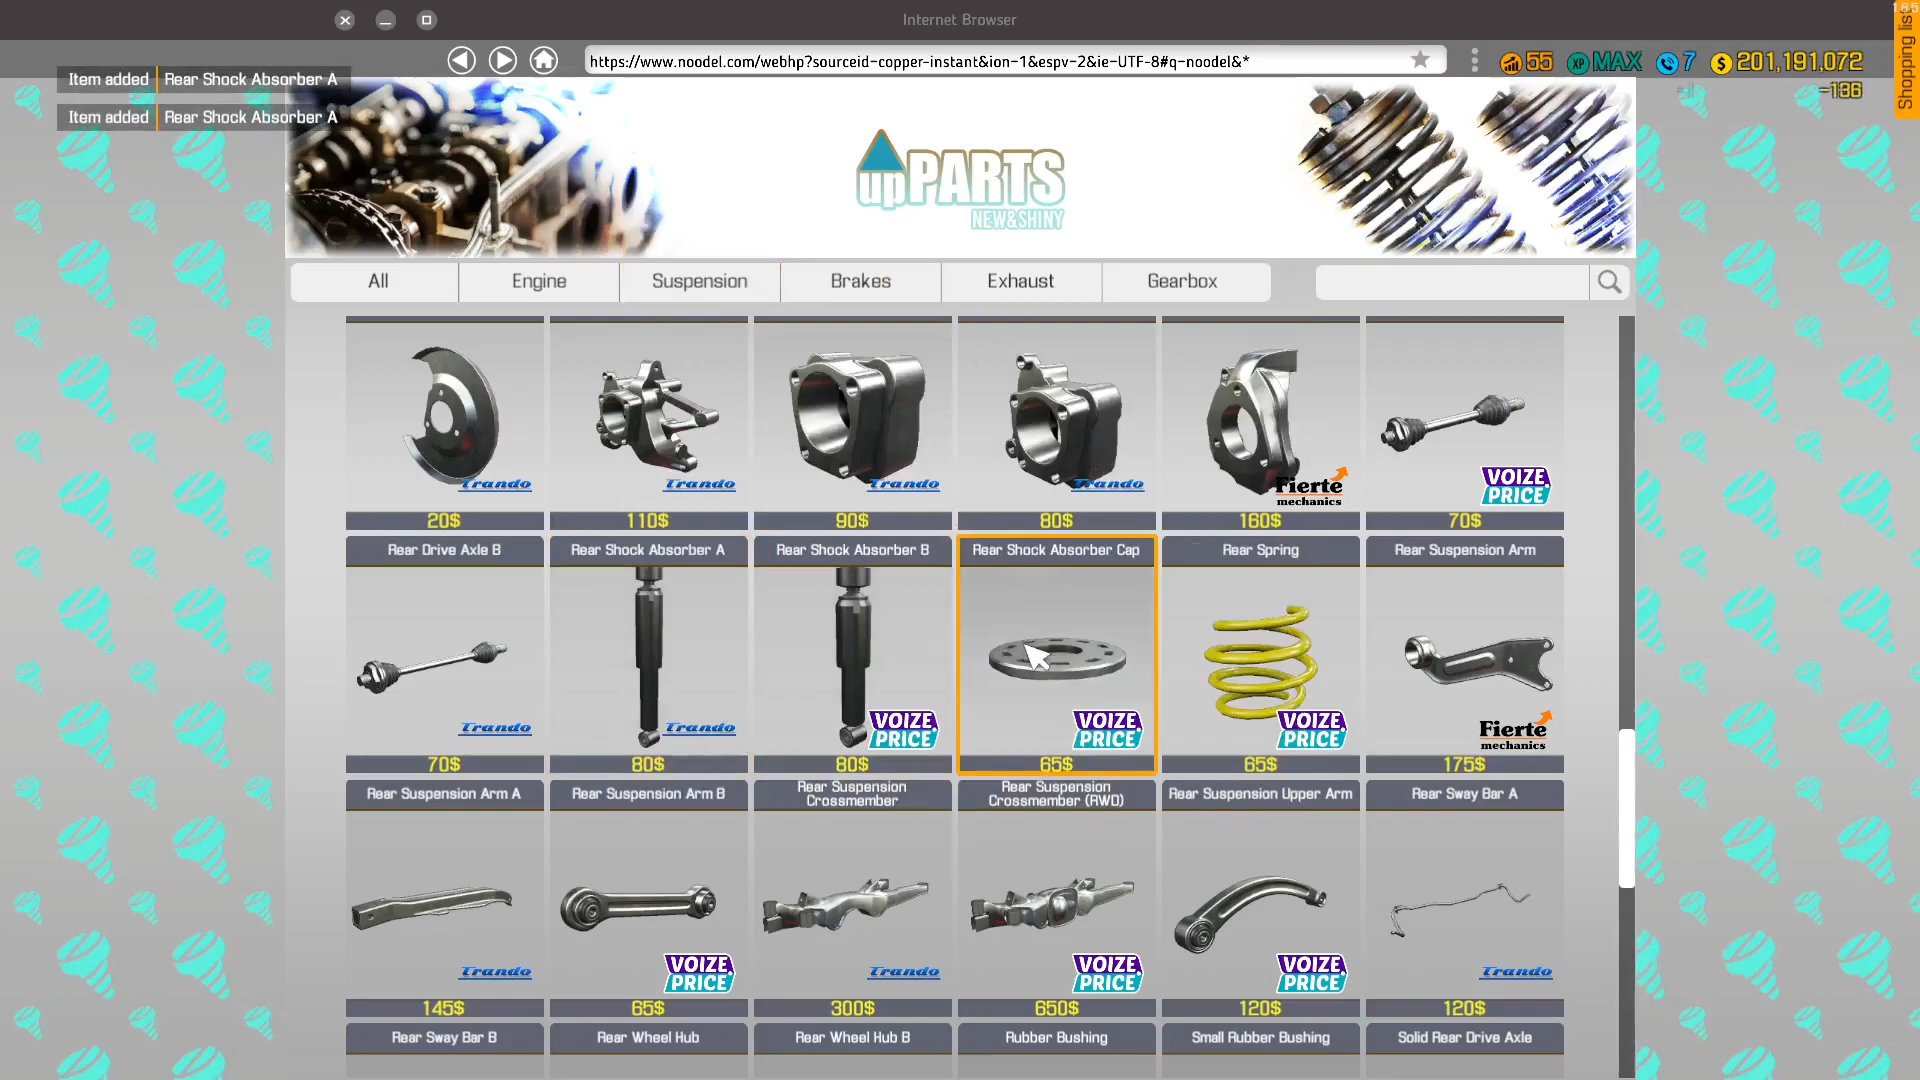 Internet Browser
185
Shopping list
https://www.noodel.com/webhp?sourceid-copper-instant&ion-1&espv-2&ie-UTF-8#q-noodel&*
55
XP MAX
7
$ 201,191,072
-136
Item added Rear Shock Absorber A
Item added Rear Shock Absorber A
upPARTS
NEW&SHINY
All Engine Suspension Brakes Exhaust Gearbox
Trando Trando Trando Trando Fierte mechanics VOIZE PRICE
20$ 110$ 90$ 80$ 160$ 70$
Rear Drive Axle B Rear Shock Absorber A Rear Shock Absorber B Rear Shock Absorber Cap Rear Spring Rear Suspension Arm
Trando Trando VOIZE PRICE VOIZE PRICE VOIZE PRICE Fierte mechanics
70$ 80$ 80$ 65$ 65$ 175$
Rear Suspension Arm A Rear Suspension Arm B Rear Suspension Crossmember Rear Suspension Crossmember (RWD) Rear Suspension Upper Arm Rear Sway Bar A
Trando VOIZE PRICE Trando VOIZE PRICE VOIZE PRICE Trando
145$ 65$ 300$ 650$ 120$ 120$
Rear Sway Bar B Rear Wheel Hub Rear Wheel Hub B Rubber Bushing Small Rubber Bushing Solid Rear Drive Axle